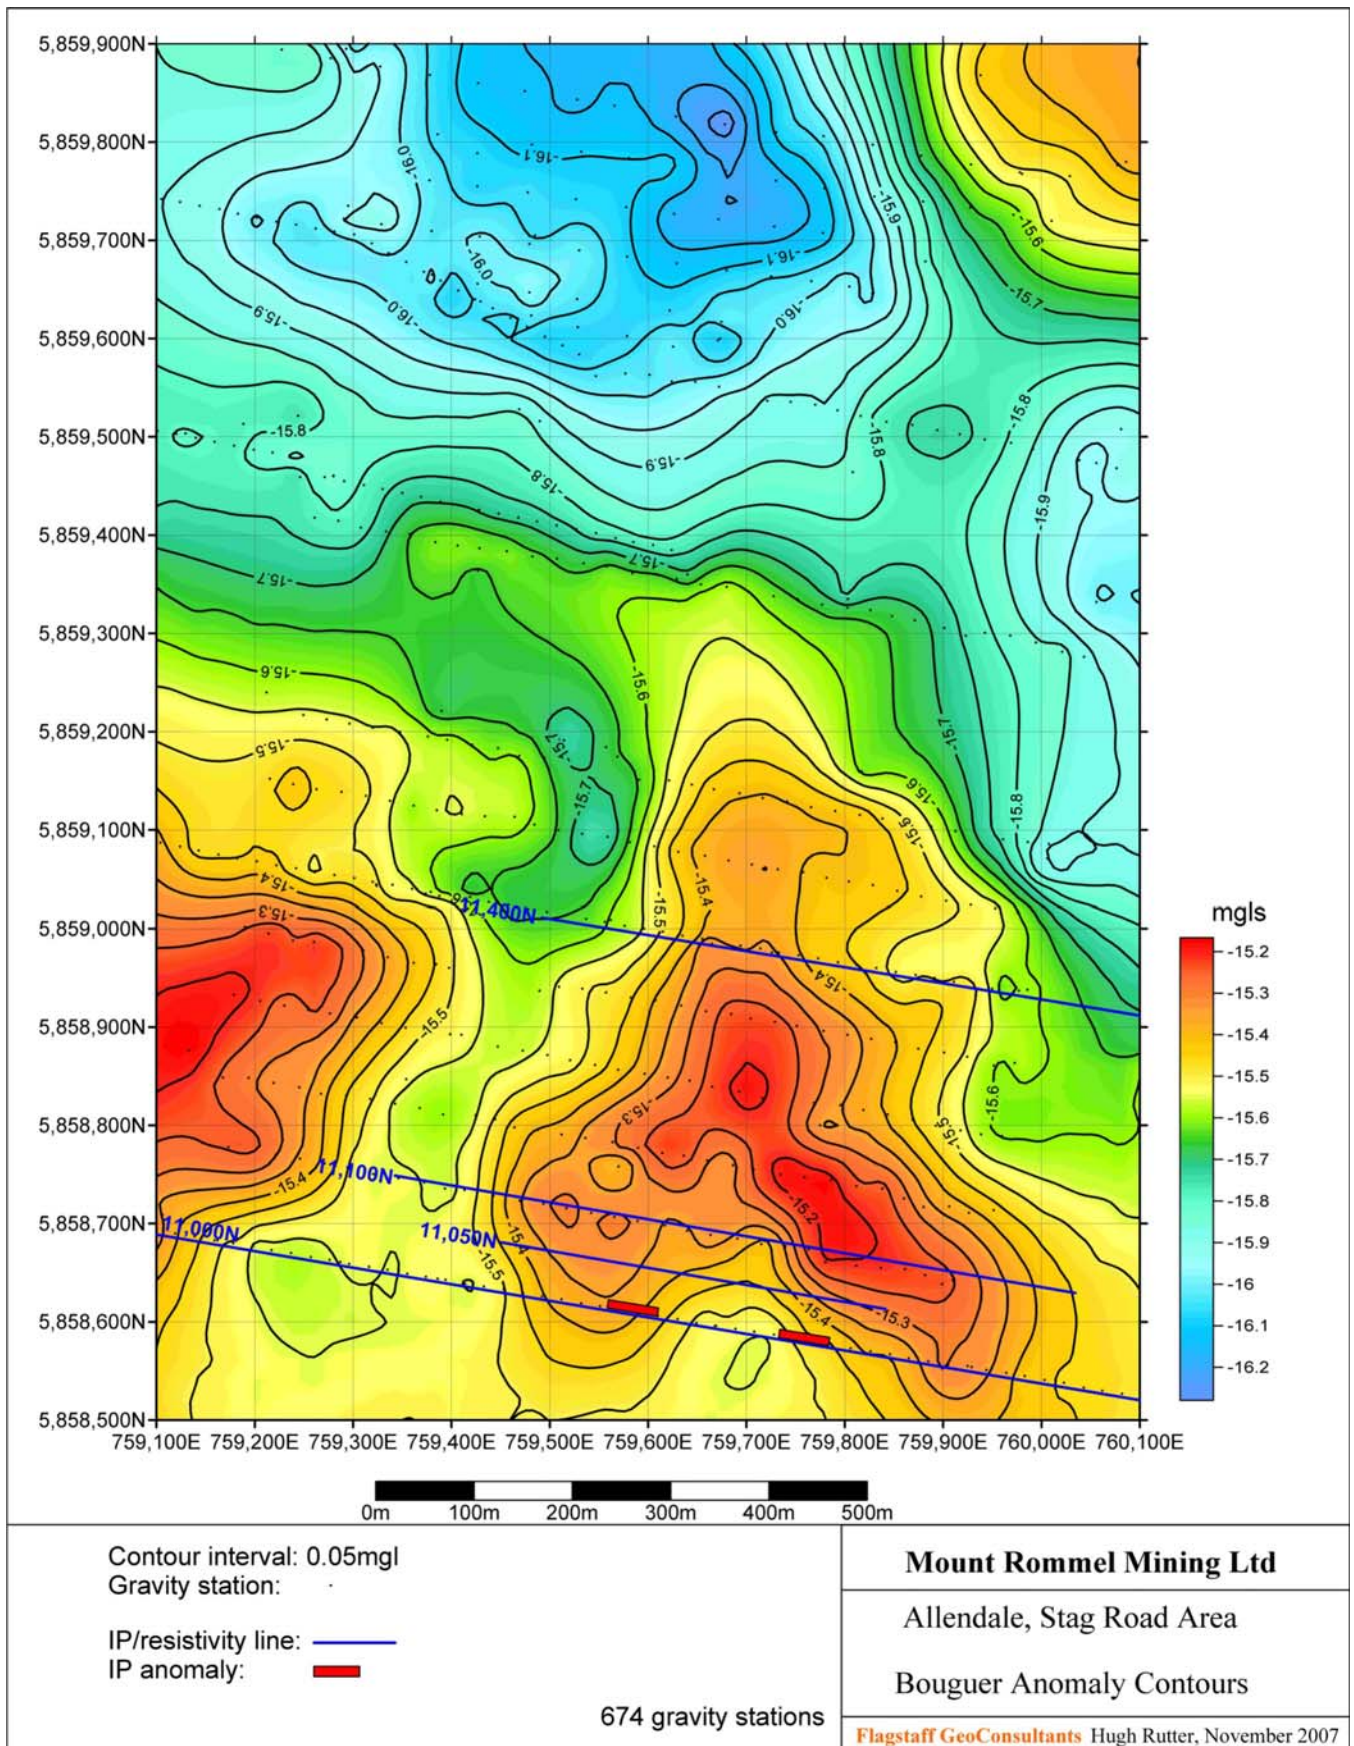 5,859,900N
5,859,800N
5,859,700N
5,859,600N
5,859,500N
5,859,400N
5,859,300N
5,859,200N
5,859,100N
5,859,000N
5,858,900N
5,858,800N
5,858,700N
5,858,600N
5,858,500N
759,100E 759,200E 759,300E 759,400E 759,500E 759,600E 759,700E 759,800E 759,900E 760,000E 760,100E
-16.0
-16.1
-15.9
-15.6
-16.0
-16.1
-15.7
-15.9
-16.0
-16.0
-15.8
-15.8
-15.8
-15.9
-15.8
-15.9
-15.7
-15.7
-15.6
-15.6
-15.5
-15.7
-15.7
-15.7
-15.6
-15.8
-15.6
-15.4
-15.4
-15.3
-15.5
11,400N
-15.4
-15.5
-15.3
-15.6
-15.5
11,100N
-15.4
-15.2
11,000N
11,050N
-15.4
-15.5
-15.4
-15.3
mgls
-15.2
-15.3
-15.4
-15.5
-15.6
-15.7
-15.8
-15.9
-16
-16.1
-16.2
0m 100m 200m 300m 400m 500m
Contour interval: 0.05mgl
Gravity station:
IP/resistivity line:
IP anomaly:
674 gravity stations
Mount Rommel Mining Ltd
Allendale, Stag Road Area
Bouguer Anomaly Contours
Flagstaff GeoConsultants Hugh Rutter, November 2007